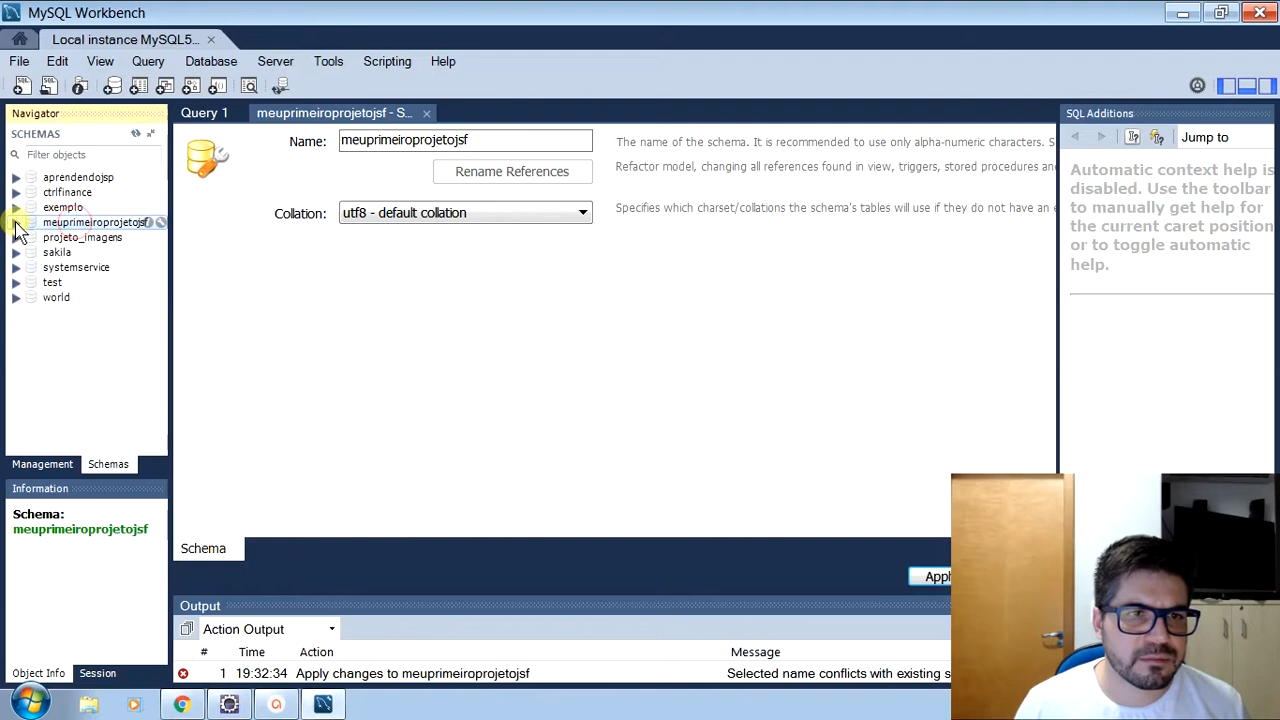 MySQL Workbench
Local instance MySQL5... ×
File Edit View Query Database Server Tools Scripting Help
Navigator
SCHEMAS
Filter objects
aprendendojsp
ctrlfinance
exemplo
meuprimeiroprojetojsf
projeto_imagens
sakila
systemservice
test
world
Management Schemas
Information
Schema:
meuprimeiroprojetojsf
Object Info Session
Query 1 meuprimeiroprojetojsf - S... ×
Name: meuprimeiroprojetojsf
The name of the schema. It is recommended to use only alpha-numeric characters. S
Rename References
Refactor model, changing all references found in view, triggers, stored procedures and
Collation: utf8 - default collation
Specifies which charset/collations the schema's tables will use if they do not have an e
Schema
Appl
Output
Action Output
# Time Action Message
1 19:32:34 Apply changes to meuprimeiroprojetojsf Selected name conflicts with existing s
SQL Additions
Jump to
Automatic context help is
disabled. Use the toolbar
to manually get help for
the current caret position
or to toggle automatic
help.